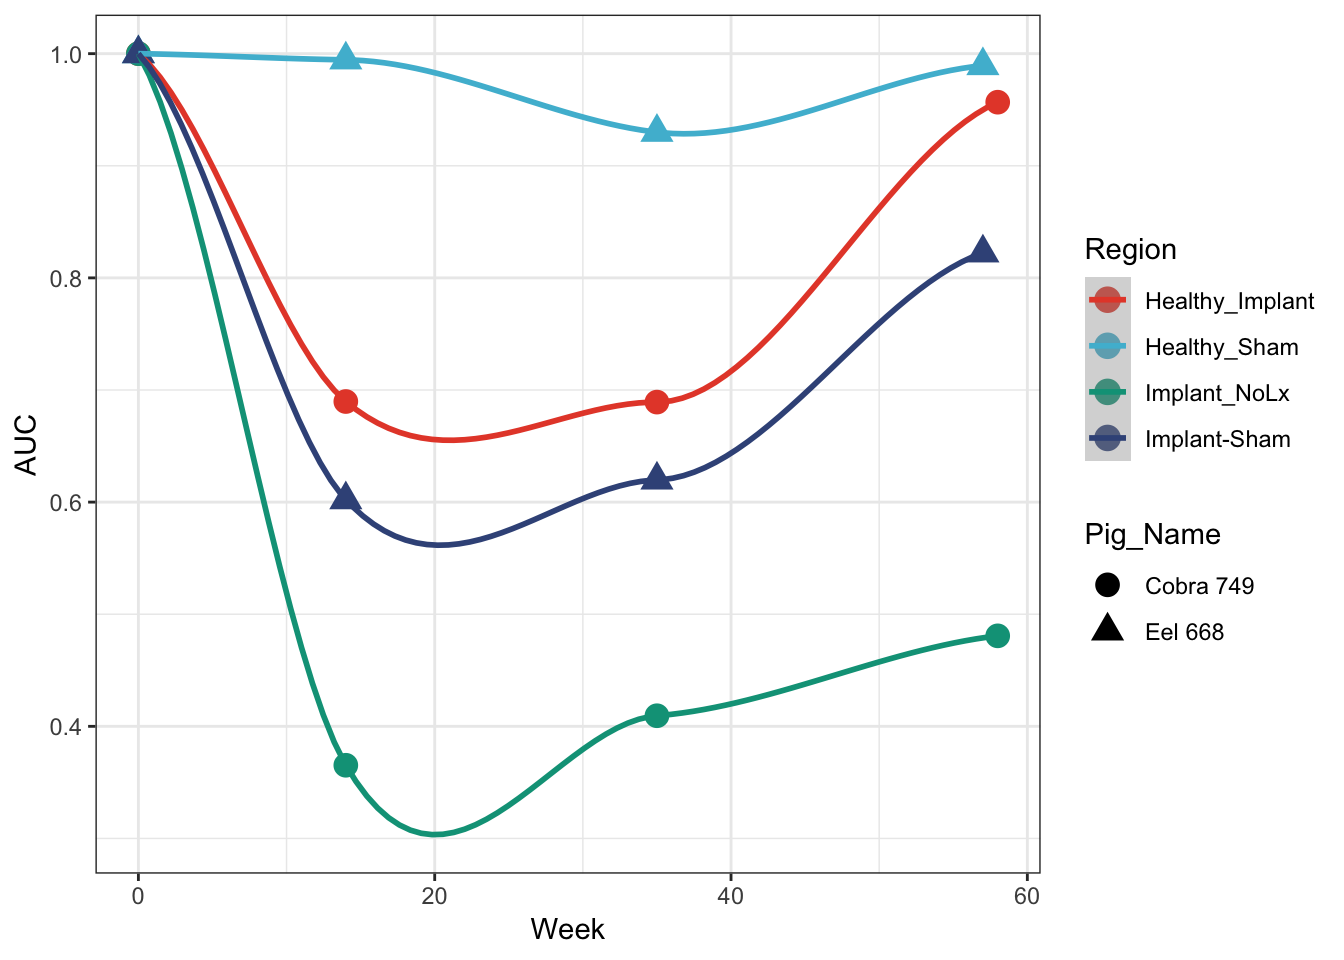 1.0
0.8
0.6
0.4
AUC
0
20
40
60
Week
Region
Healthy_Implant
Healthy_Sham
Implant_NoLx
Implant-Sham
Pig_Name
Cobra 749
Eel 668